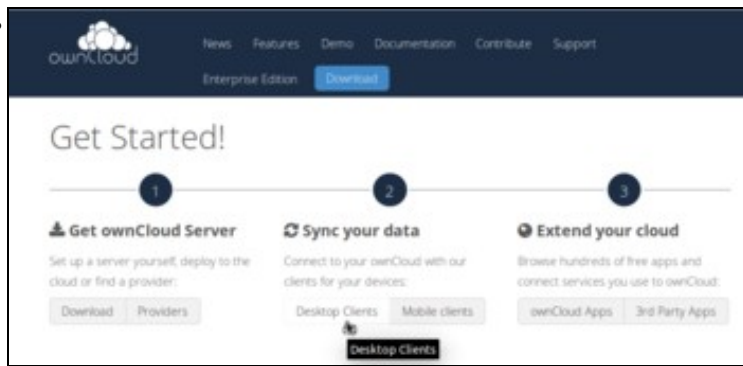 ownCloud
News Features Demo Documentation Contribute Support
Enterprise Edition Download
Get Started!
1 2 3
Get ownCloud Server
Set up a server yourself, deploy to the
cloud or find a provider:
Download Providers
Sync your data
Connect to your ownCloud with our
clients for your devices:
Desktop Clients Mobile clients
Desktop Clients
Extend your cloud
Browse hundreds of free apps and
connect services you use to ownCloud:
ownCloud Apps 3rd Party Apps